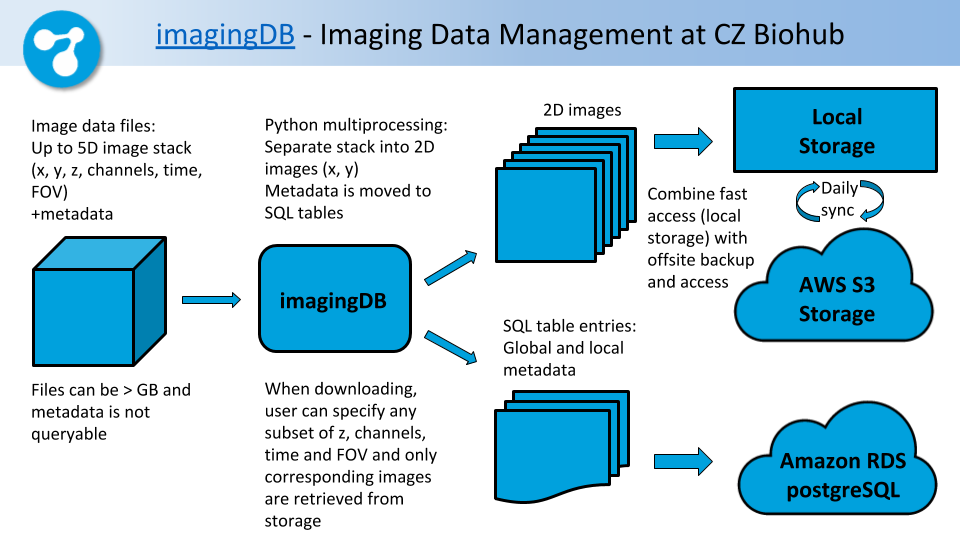 imagingDB - Imaging Data Management at CZ Biohub
Image data files:
Up to 5D image stack
(x, y, z, channels, time,
FOV)
+metadata
Files can be > GB and
metadata is not
queryable
Python multiprocessing:
Separate stack into 2D
images (x, y)
Metadata is moved to
SQL tables
imagingDB
When downloading,
user can specify any
subset of z, channels,
time and FOV and only
corresponding images
are retrieved from
storage
2D images
SQL table entries:
Global and local
metadata
Combine fast
access (local
storage) with
offsite backup
and access
Local
Storage
Daily
sync
AWS S3
Storage
Amazon RDS
postgreSQL